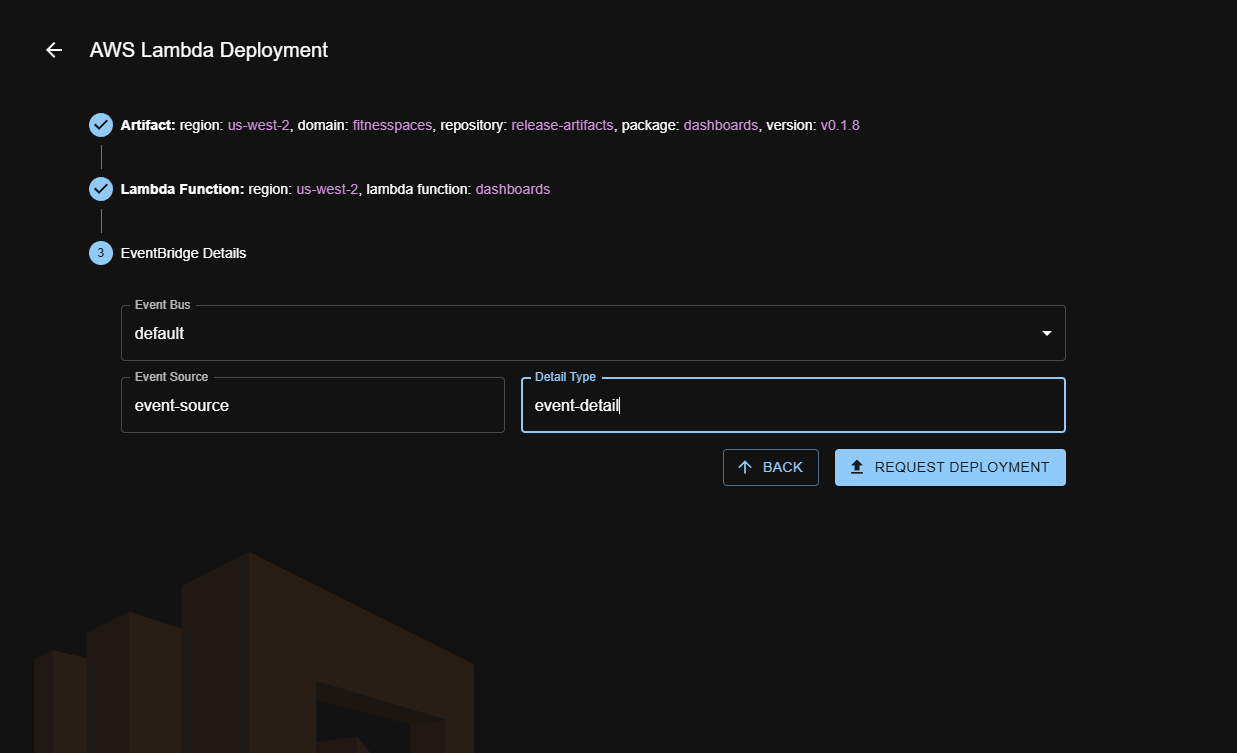 AWS Lambda Deployment
Artifact: region: us-west-2, domain: fitnesspaces, repository: release-artifacts, package: dashboards, version: v0.1.8
Lambda Function: region: us-west-2, lambda function: dashboards
3 EventBridge Details
Event Bus
default
Event Source
event-source
Detail Type
event-detail
BACK
REQUEST DEPLOYMENT